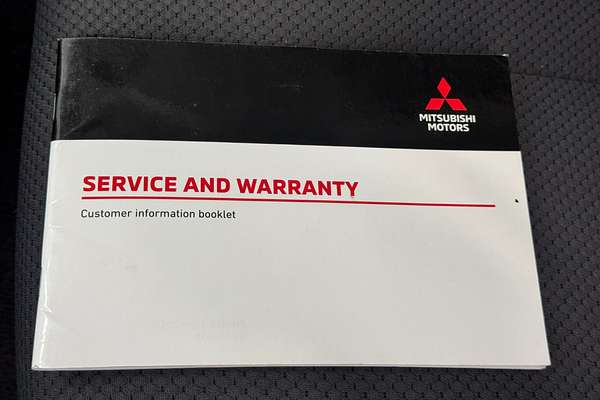 MITSUBISHI
MOTORS
SERVICE AND WARRANTY
Customer information booklet